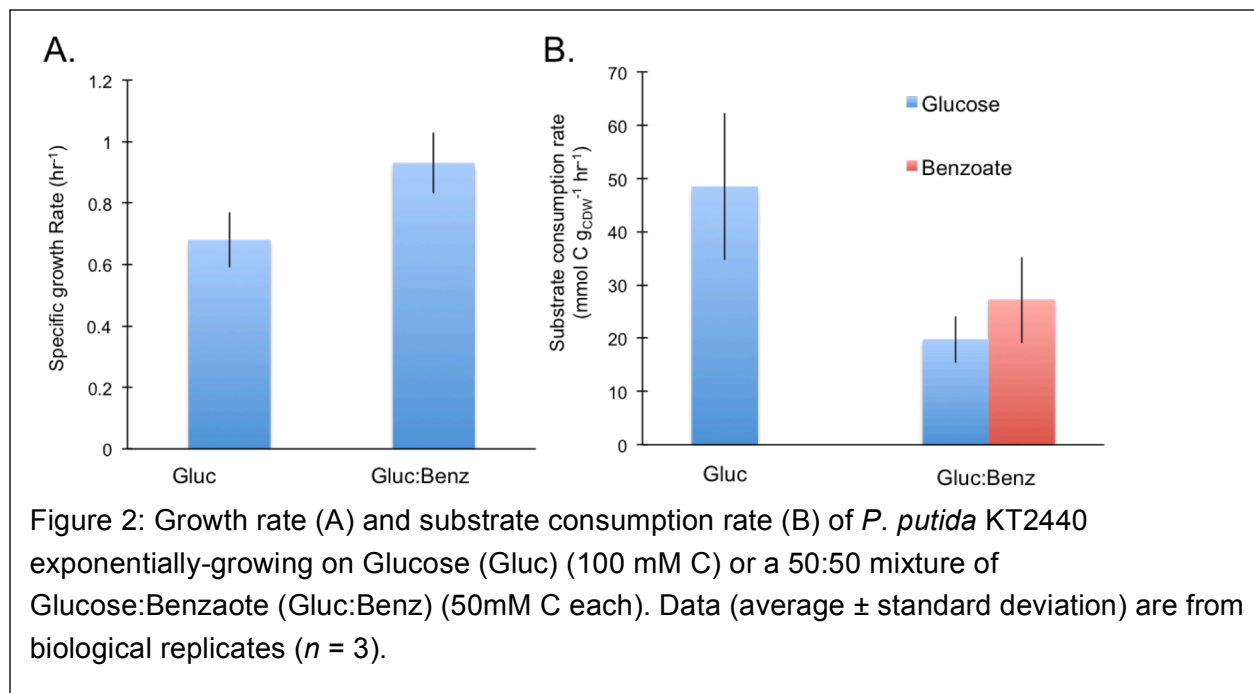 A.
1.2
1
0.8
0.6
0.4
0.2
0
Specific growth Rate (hr⁻¹)
Gluc
Gluc:Benz
B.
70
60
50
40
30
20
10
0
Substrate consumption rate
(mmol C g_CDW⁻¹ hr⁻¹)
Glucose
Benzoate
Gluc
Gluc:Benz
Figure 2: Growth rate (A) and substrate consumption rate (B) of P. putida KT2440
exponentially-growing on Glucose (Gluc) (100 mM C) or a 50:50 mixture of
Glucose:Benzaote (Gluc:Benz) (50mM C each). Data (average ± standard deviation) are from
biological replicates (n = 3).